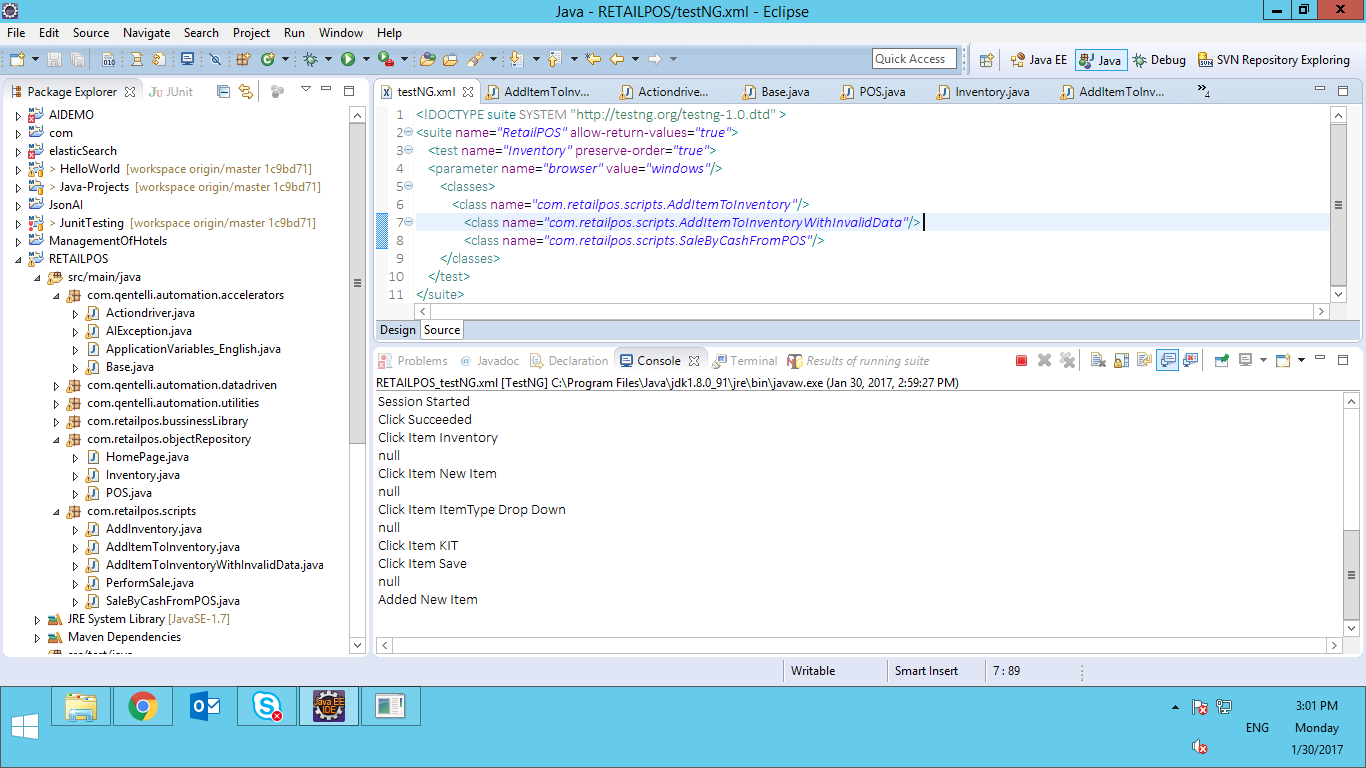 Java - RETAILPOS/testNG.xml - Eclipse
File Edit Source Navigate Search Project Run Window Help
Quick Access
Java EE
Java
Debug
SVN Repository Exploring
Package Explorer
JUnit
AIDEMO
com
elasticSearch
> HelloWorld [workspace origin/master 1c9bd71]
> Java-Projects [workspace origin/master 1c9bd71]
JsonAI
> JunitTesting [workspace origin/master 1c9bd71]
ManagementOfHotels
RETAILPOS
src/main/java
com.qentelli.automation.accelerators
Actiondriver.java
AIException.java
ApplicationVariables_English.java
Base.java
com.qentelli.automation.datadriven
com.qentelli.automation.utilities
com.retailpos.bussinessLibrary
com.retailpos.objectRepository
HomePage.java
Inventory.java
POS.java
com.retailpos.scripts
AddInventory.java
AddItemToInventory.java
AddItemToInventoryWithInvalidData.java
PerformSale.java
SaleByCashFromPOS.java
JRE System Library [JavaSE-1.7]
Maven Dependencies
src/test/java
testNG.xml
AddItemToInv...
Actiondrive...
Base.java
POS.java
Inventory.java
AddItemToInv...
»4
1 <!DOCTYPE suite SYSTEM "http://testng.org/testng-1.0.dtd" >
2 <suite name="RetailPOS" allow-return-values="true">
3 <test name="Inventory" preserve-order="true">
4 <parameter name="browser" value="windows"/>
5 <classes>
6 <class name="com.retailpos.scripts.AddItemToInventory"/>
7 <class name="com.retailpos.scripts.AddItemToInventoryWithInvalidData"/>
8 <class name="com.retailpos.scripts.SaleByCashFromPOS"/>
9 </classes>
10 </test>
11 </suite>
Design Source
Problems
@ Javadoc
Declaration
Console
Terminal
Results of running suite
RETAILPOS_testNG.xml [TestNG] C:\Program Files\Java\jdk1.8.0_91\jre\bin\javaw.exe (Jan 30, 2017, 2:59:27 PM)
Session Started
Click Succeeded
Click Item Inventory
null
Click Item New Item
null
Click Item ItemType Drop Down
null
Click Item KIT
Click Item Save
null
Added New Item
Writable
Smart Insert
7 : 89
Java EE
IDE
ENG
3:01 PM
Monday
1/30/2017